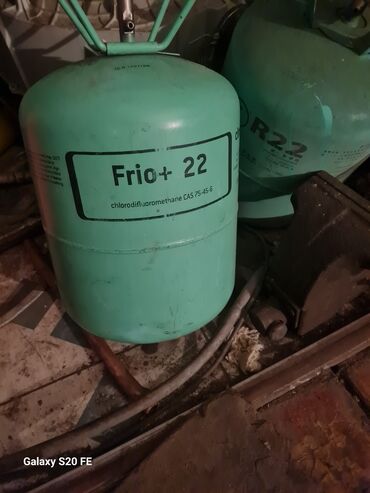 Frio+ 22
chlorodifluoromethane CAS 75-45-6
R22
Galaxy S20 FE